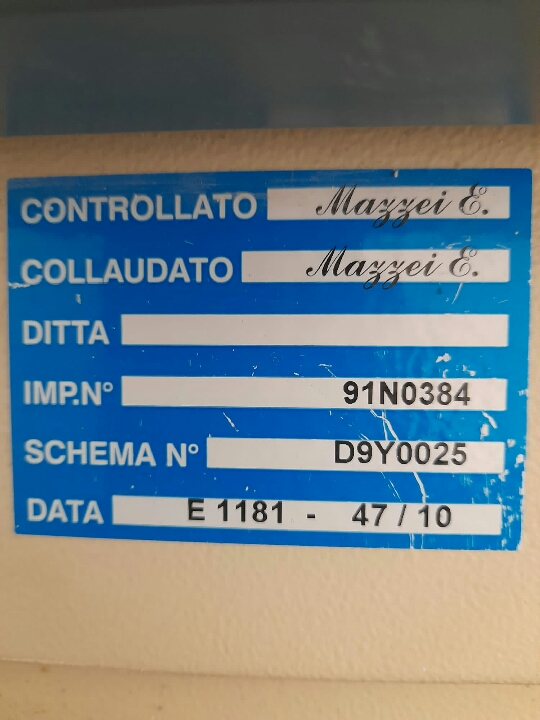 CONTROLLATO Mazzei E.
COLLAUDATO Mazzei E.
DITTA
IMP.N° 91N0384
SCHEMA N° D9Y0025
DATA E 1181 - 47 / 10